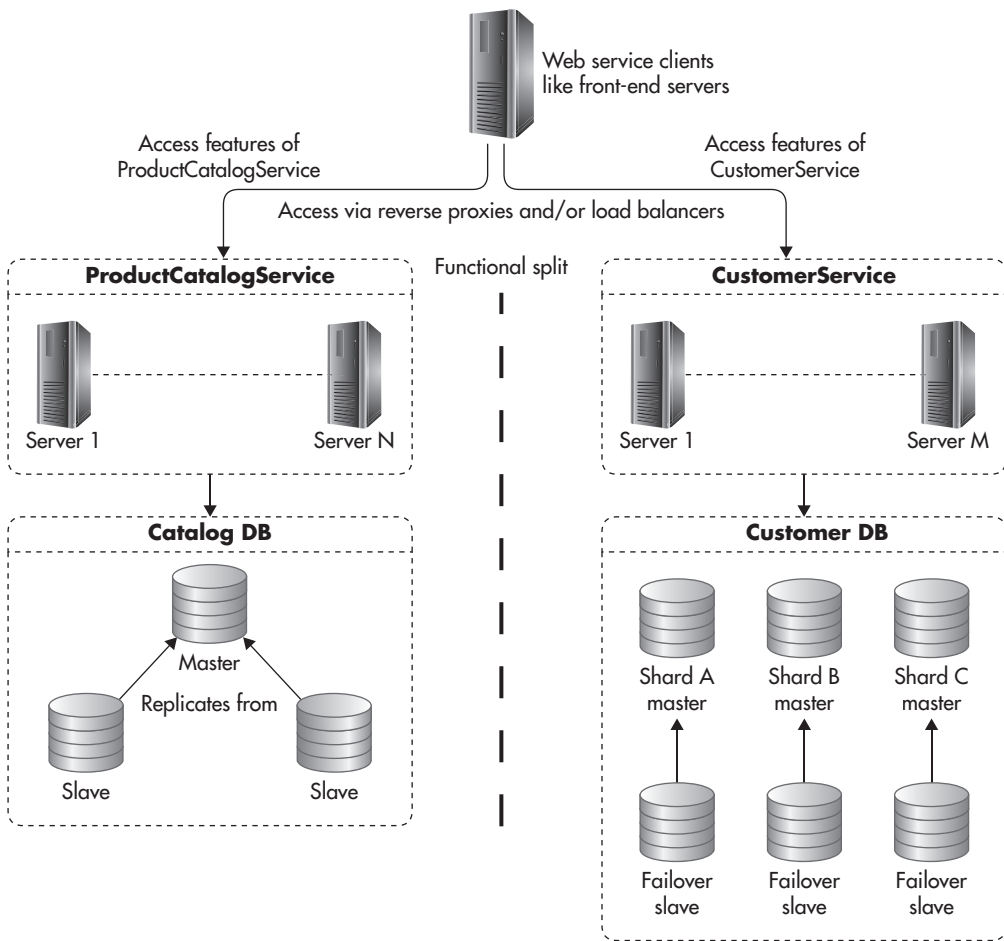 Web service clients
like front-end servers
Access features of
ProductCatalogService
Access features of
CustomerService
Access via reverse proxies and/or load balancers
ProductCatalogService
Functional split
CustomerService
Server 1
Server N
Server 1
Server M
Catalog DB
Customer DB
Master
Replicates from
Slave
Slave
Shard A
master
Shard B
master
Shard C
master
Failover
slave
Failover
slave
Failover
slave